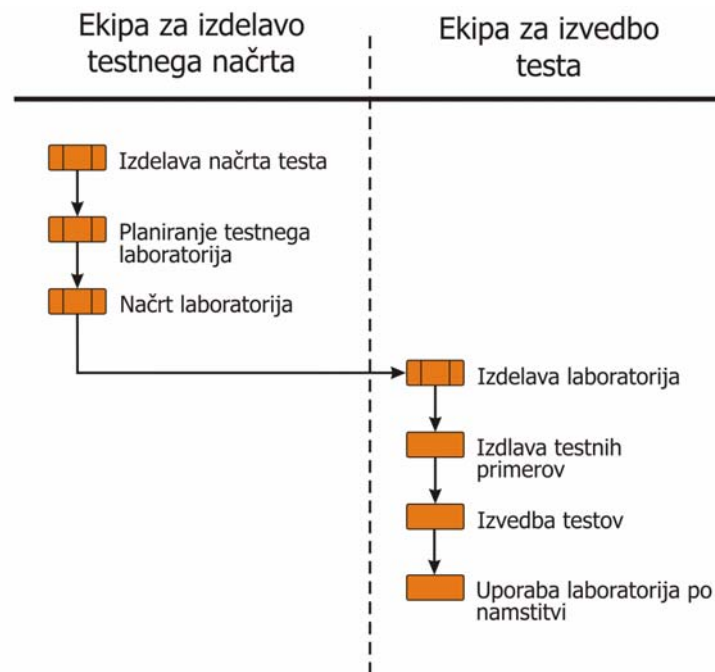 Ekipa za izdelavo
testnega načrta
Ekipa za izvedbo
testa
Izdelava načrta testa
Planiranje testnega
laboratorija
Načrt laboratorija
Izdelava laboratorija
Izdlava testnih
primerov
Izvedba testov
Uporaba laboratorija po
namstitvi